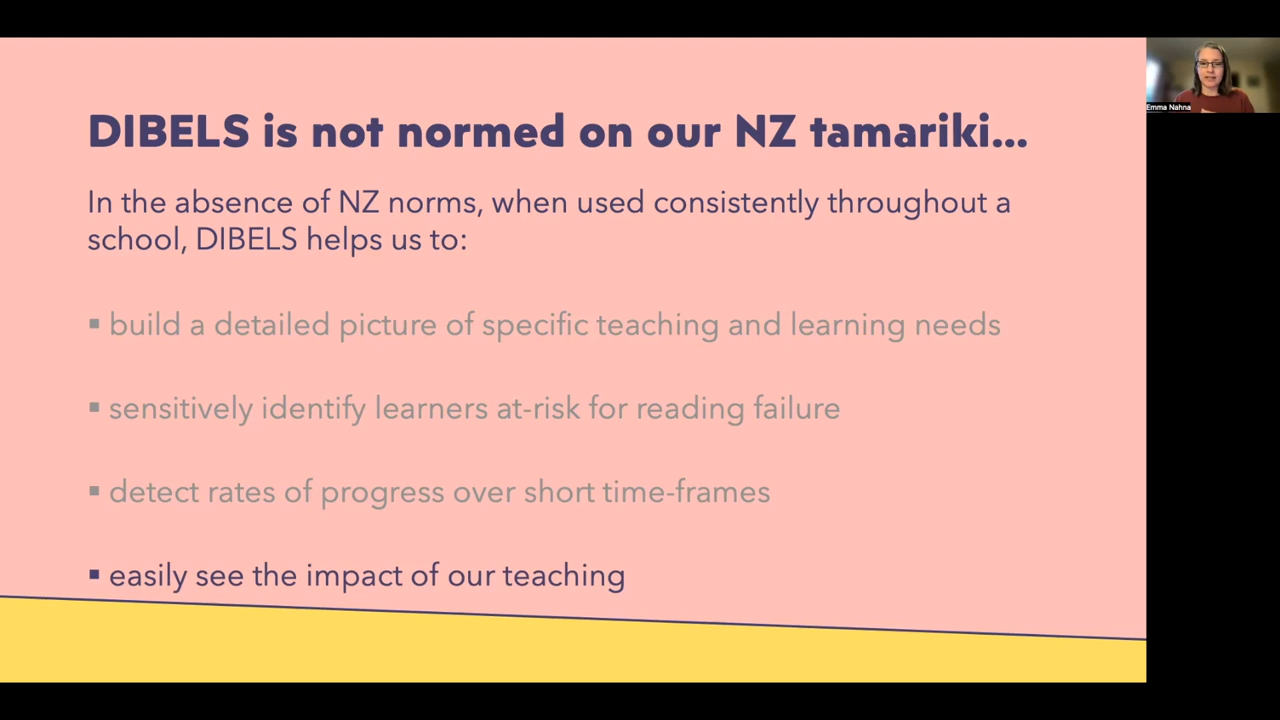 DIBELS is not normed on our NZ tamariki...
In the absence of NZ norms, when used consistently throughout a
school, DIBELS helps us to:
▪ build a detailed picture of specific teaching and learning needs
▪ sensitively identify learners at-risk for reading failure
▪ detect rates of progress over short time-frames
▪ easily see the impact of our teaching
Emma Nahna